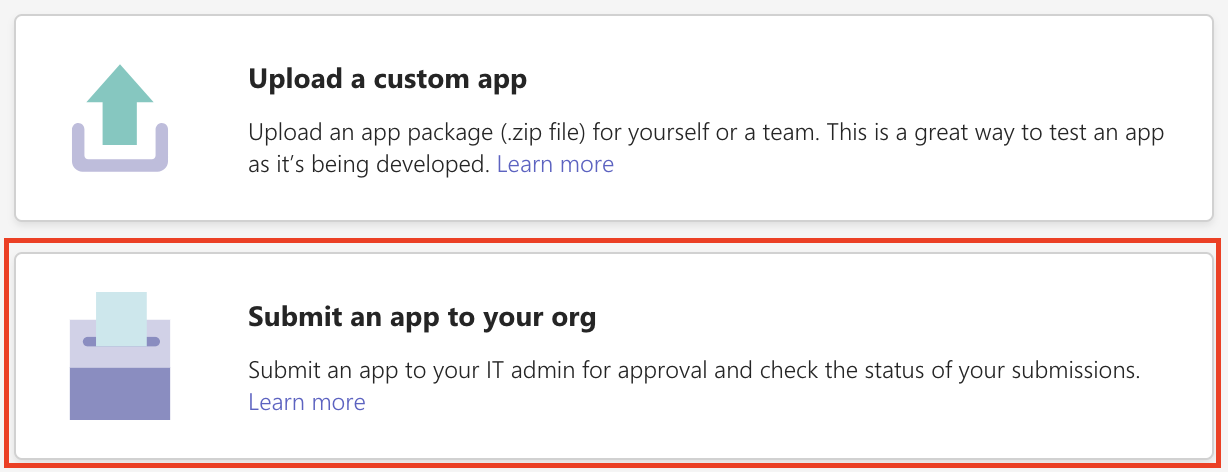 Upload a custom app
Upload an app package (.zip file) for yourself or a team. This is a great way to test an app
as it’s being developed. Learn more
Submit an app to your org
Submit an app to your IT admin for approval and check the status of your submissions.
Learn more